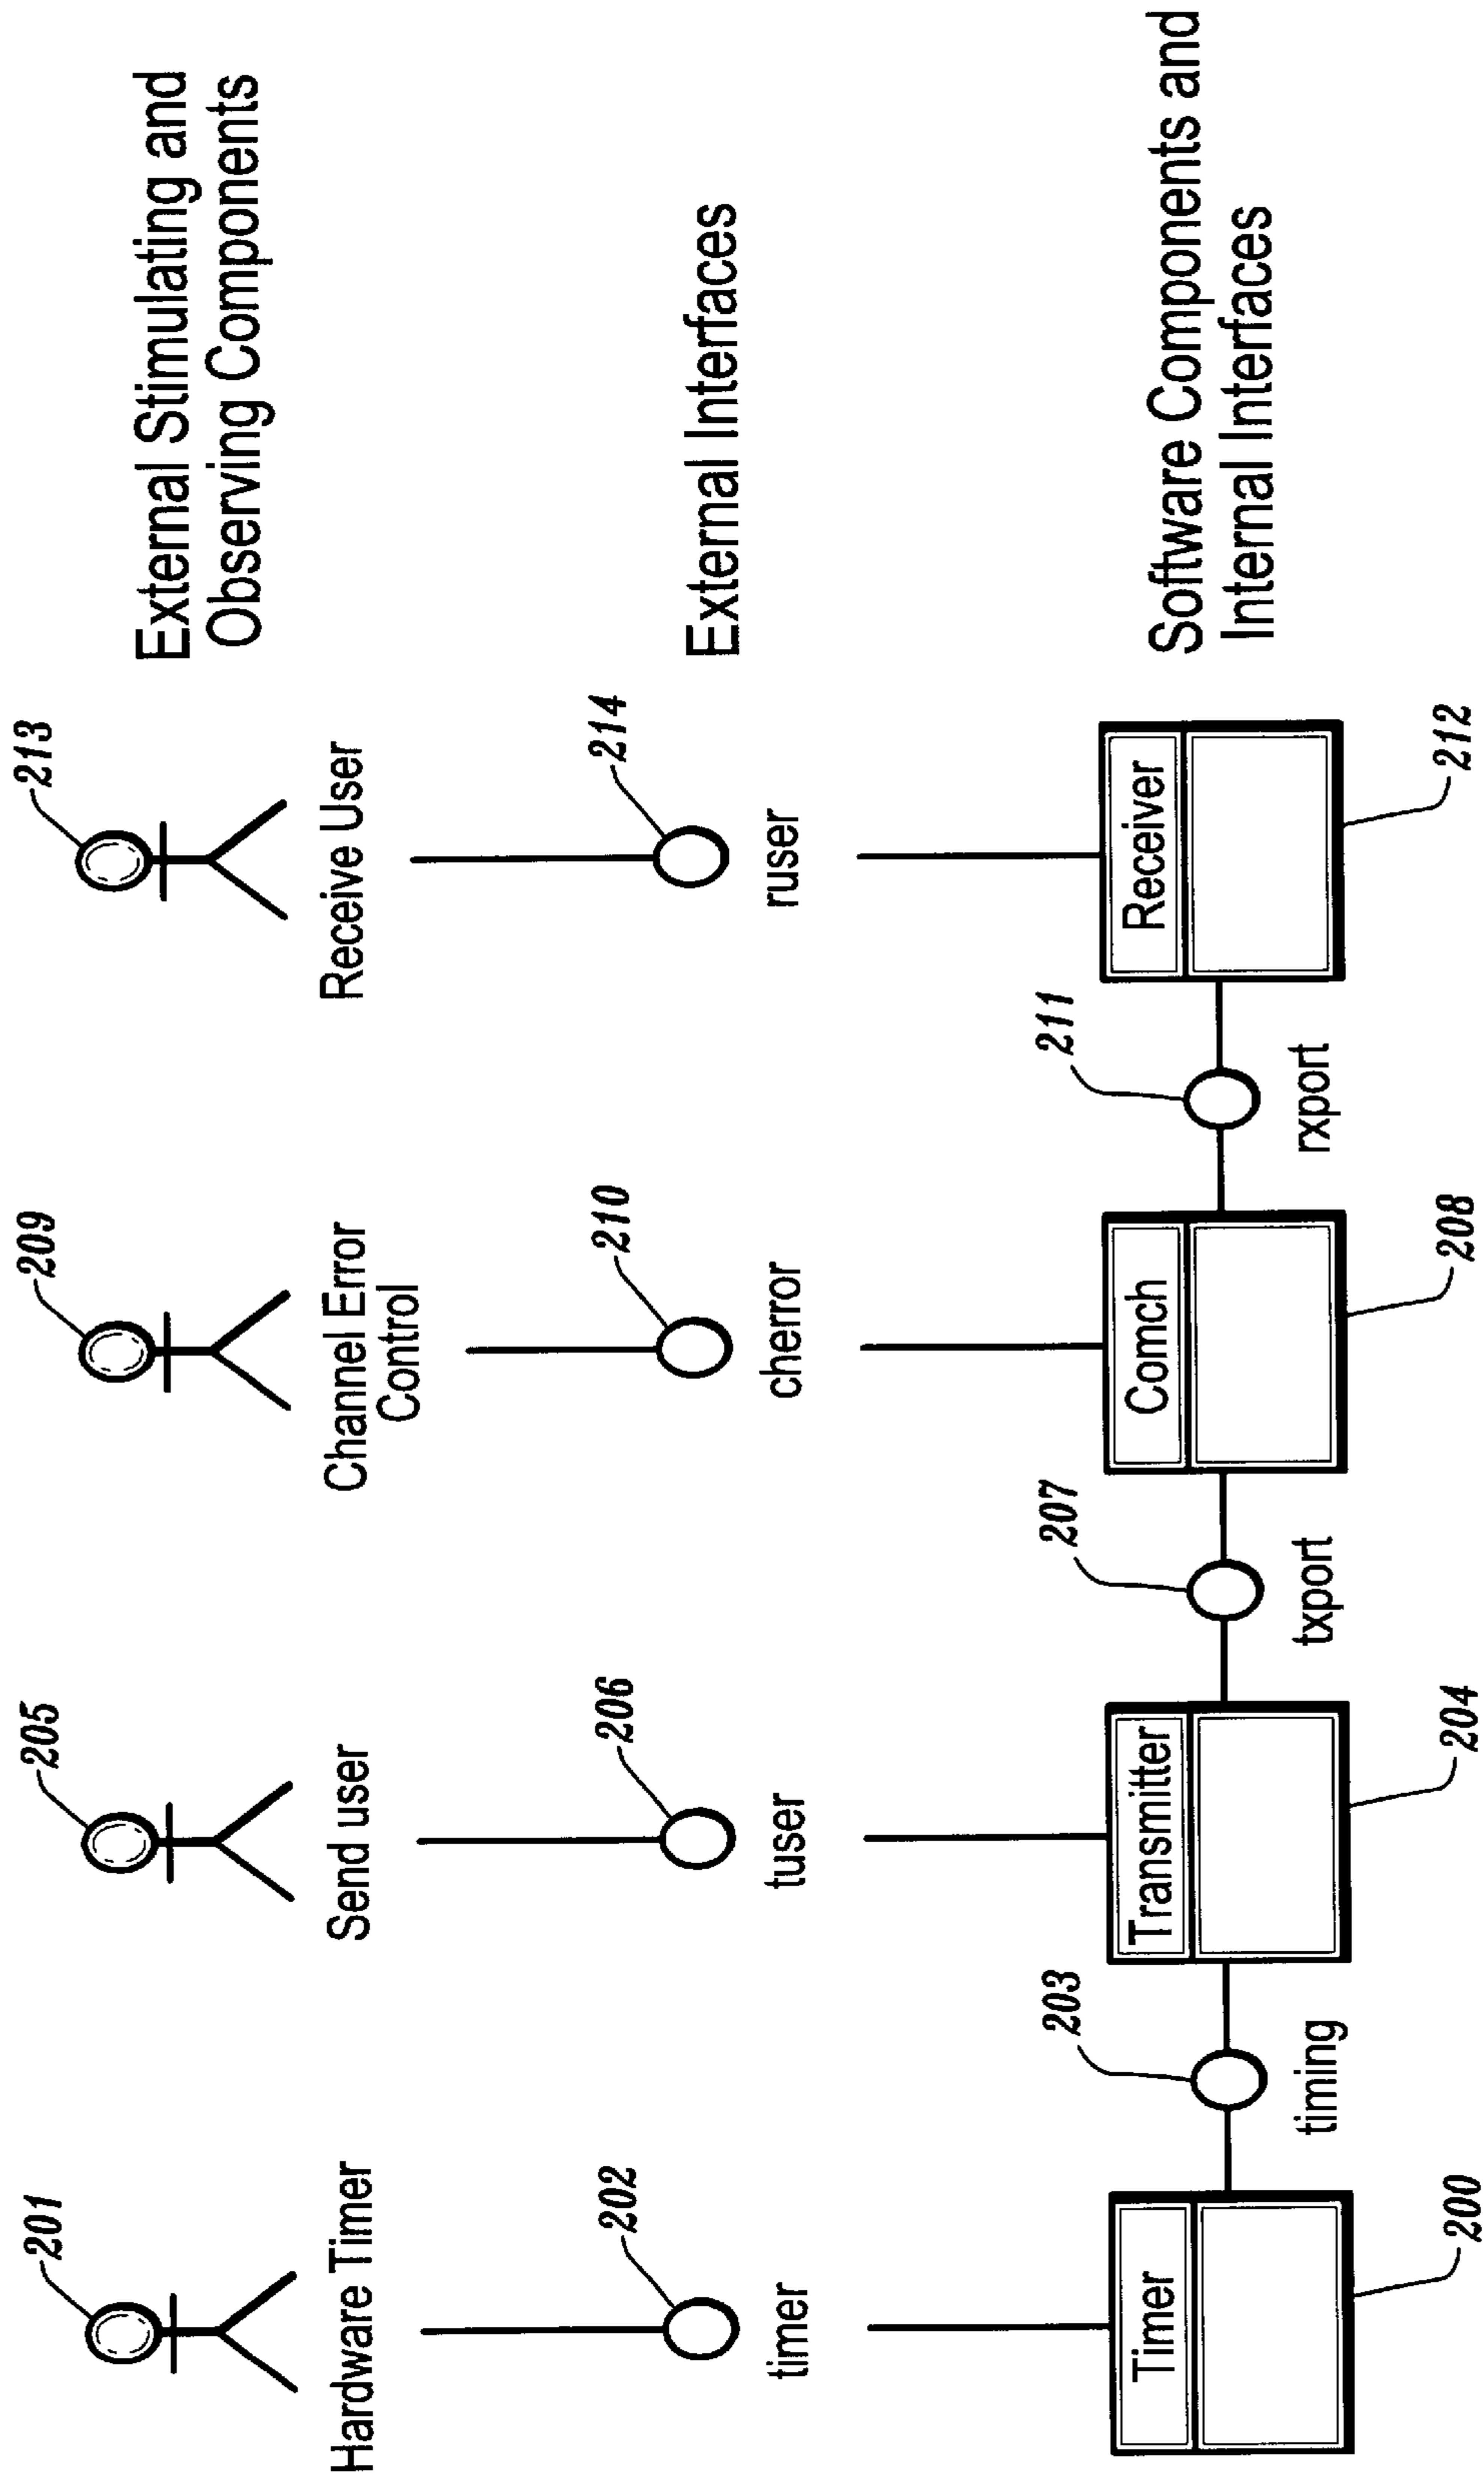 201
205
209
213
Hardware Timer
Send user
Channel Error
Control
Receive User
External Stimulating and
Observing Components
202
206
210
214
timer
tuser
cherror
ruser
External Interfaces
203
207
211
Timer
Transmitter
Comch
Receiver
timing
txport
rxport
Software Components and
Internal Interfaces
200
204
208
212